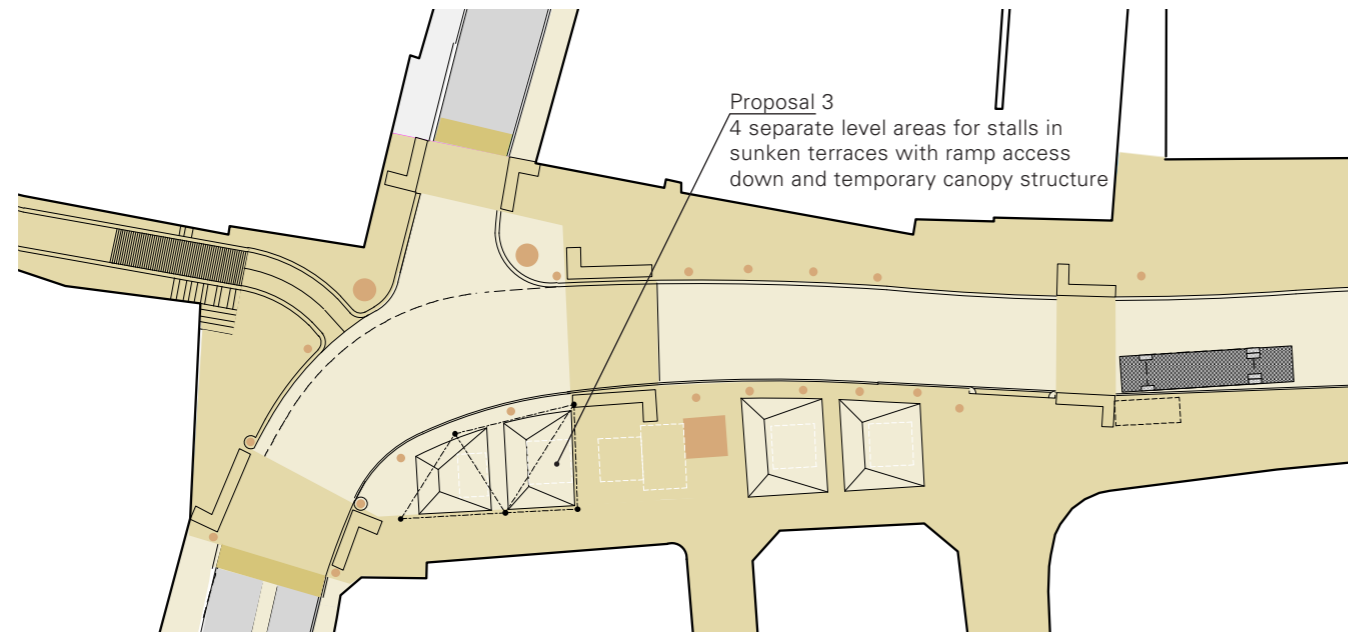 Proposal 3
4 separate level areas for stalls in
sunken terraces with ramp access
down and temporary canopy structure